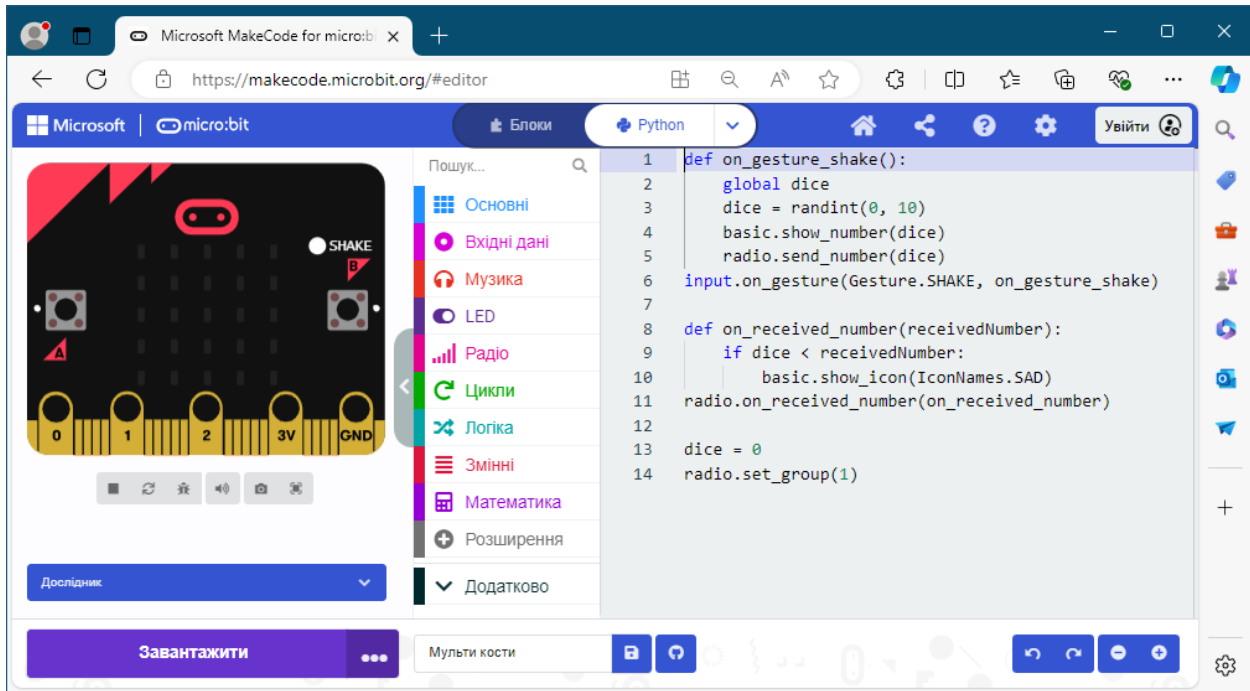 Microsoft MakeCode for micro:bi
https://makecode.microbit.org/#editor
Microsoft | micro:bit
Блоки
Python
Увійти
SHAKE
B
A
0 1 2 3V GND
Дослідник
Завантажити
Пошук...
Основні
Вхідні дані
Музика
LED
Радіо
Цикли
Логіка
Змінні
Математика
Розширення
Додатково
1 def on_gesture_shake():
2 global dice
3 dice = randint(0, 10)
4 basic.show_number(dice)
5 radio.send_number(dice)
6 input.on_gesture(Gesture.SHAKE, on_gesture_shake)
7
8 def on_received_number(receivedNumber):
9 if dice < receivedNumber:
10 basic.show_icon(IconNames.SAD)
11 radio.on_received_number(on_received_number)
12
13 dice = 0
14 radio.set_group(1)
Мульти кости